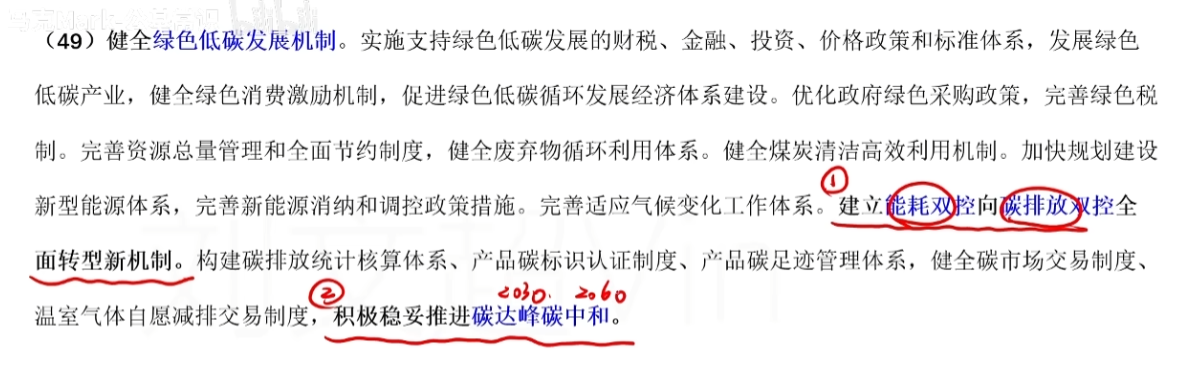 （49）健全绿色低碳发展机制。实施支持绿色低碳发展的财税、金融、投资、价格政策和标准体系，发展绿色
低碳产业，健全绿色消费激励机制，促进绿色低碳循环发展经济体系建设。优化政府绿色采购政策，完善绿色税
制。完善资源总量管理和全面节约制度，健全废弃物循环利用体系。健全煤炭清洁高效利用机制。加快规划建设
①
新型能源体系，完善新能源消纳和调控政策措施。完善适应气候变化工作体系。建立能耗双控向碳排放双控全
面转型新机制。构建碳排放统计核算体系、产品碳标识认证制度、产品碳足迹管理体系，健全碳市场交易制度、
② 2030. 2060
温室气体自愿减排交易制度，积极稳妥推进碳达峰碳中和。